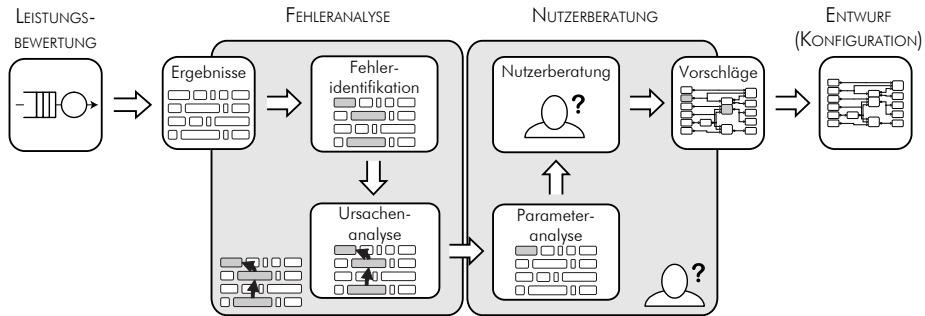 LEISTUNGS-
BEWERTUNG
FEHLERANALYSE
NUTZERBERATUNG
ENTWURF
(KONFIGURATION)
Ergebnisse
Fehler-
identifikation
Nutzerberatung
?
Vorschläge
Ursachen-
analyse
Parameter-
analyse
?